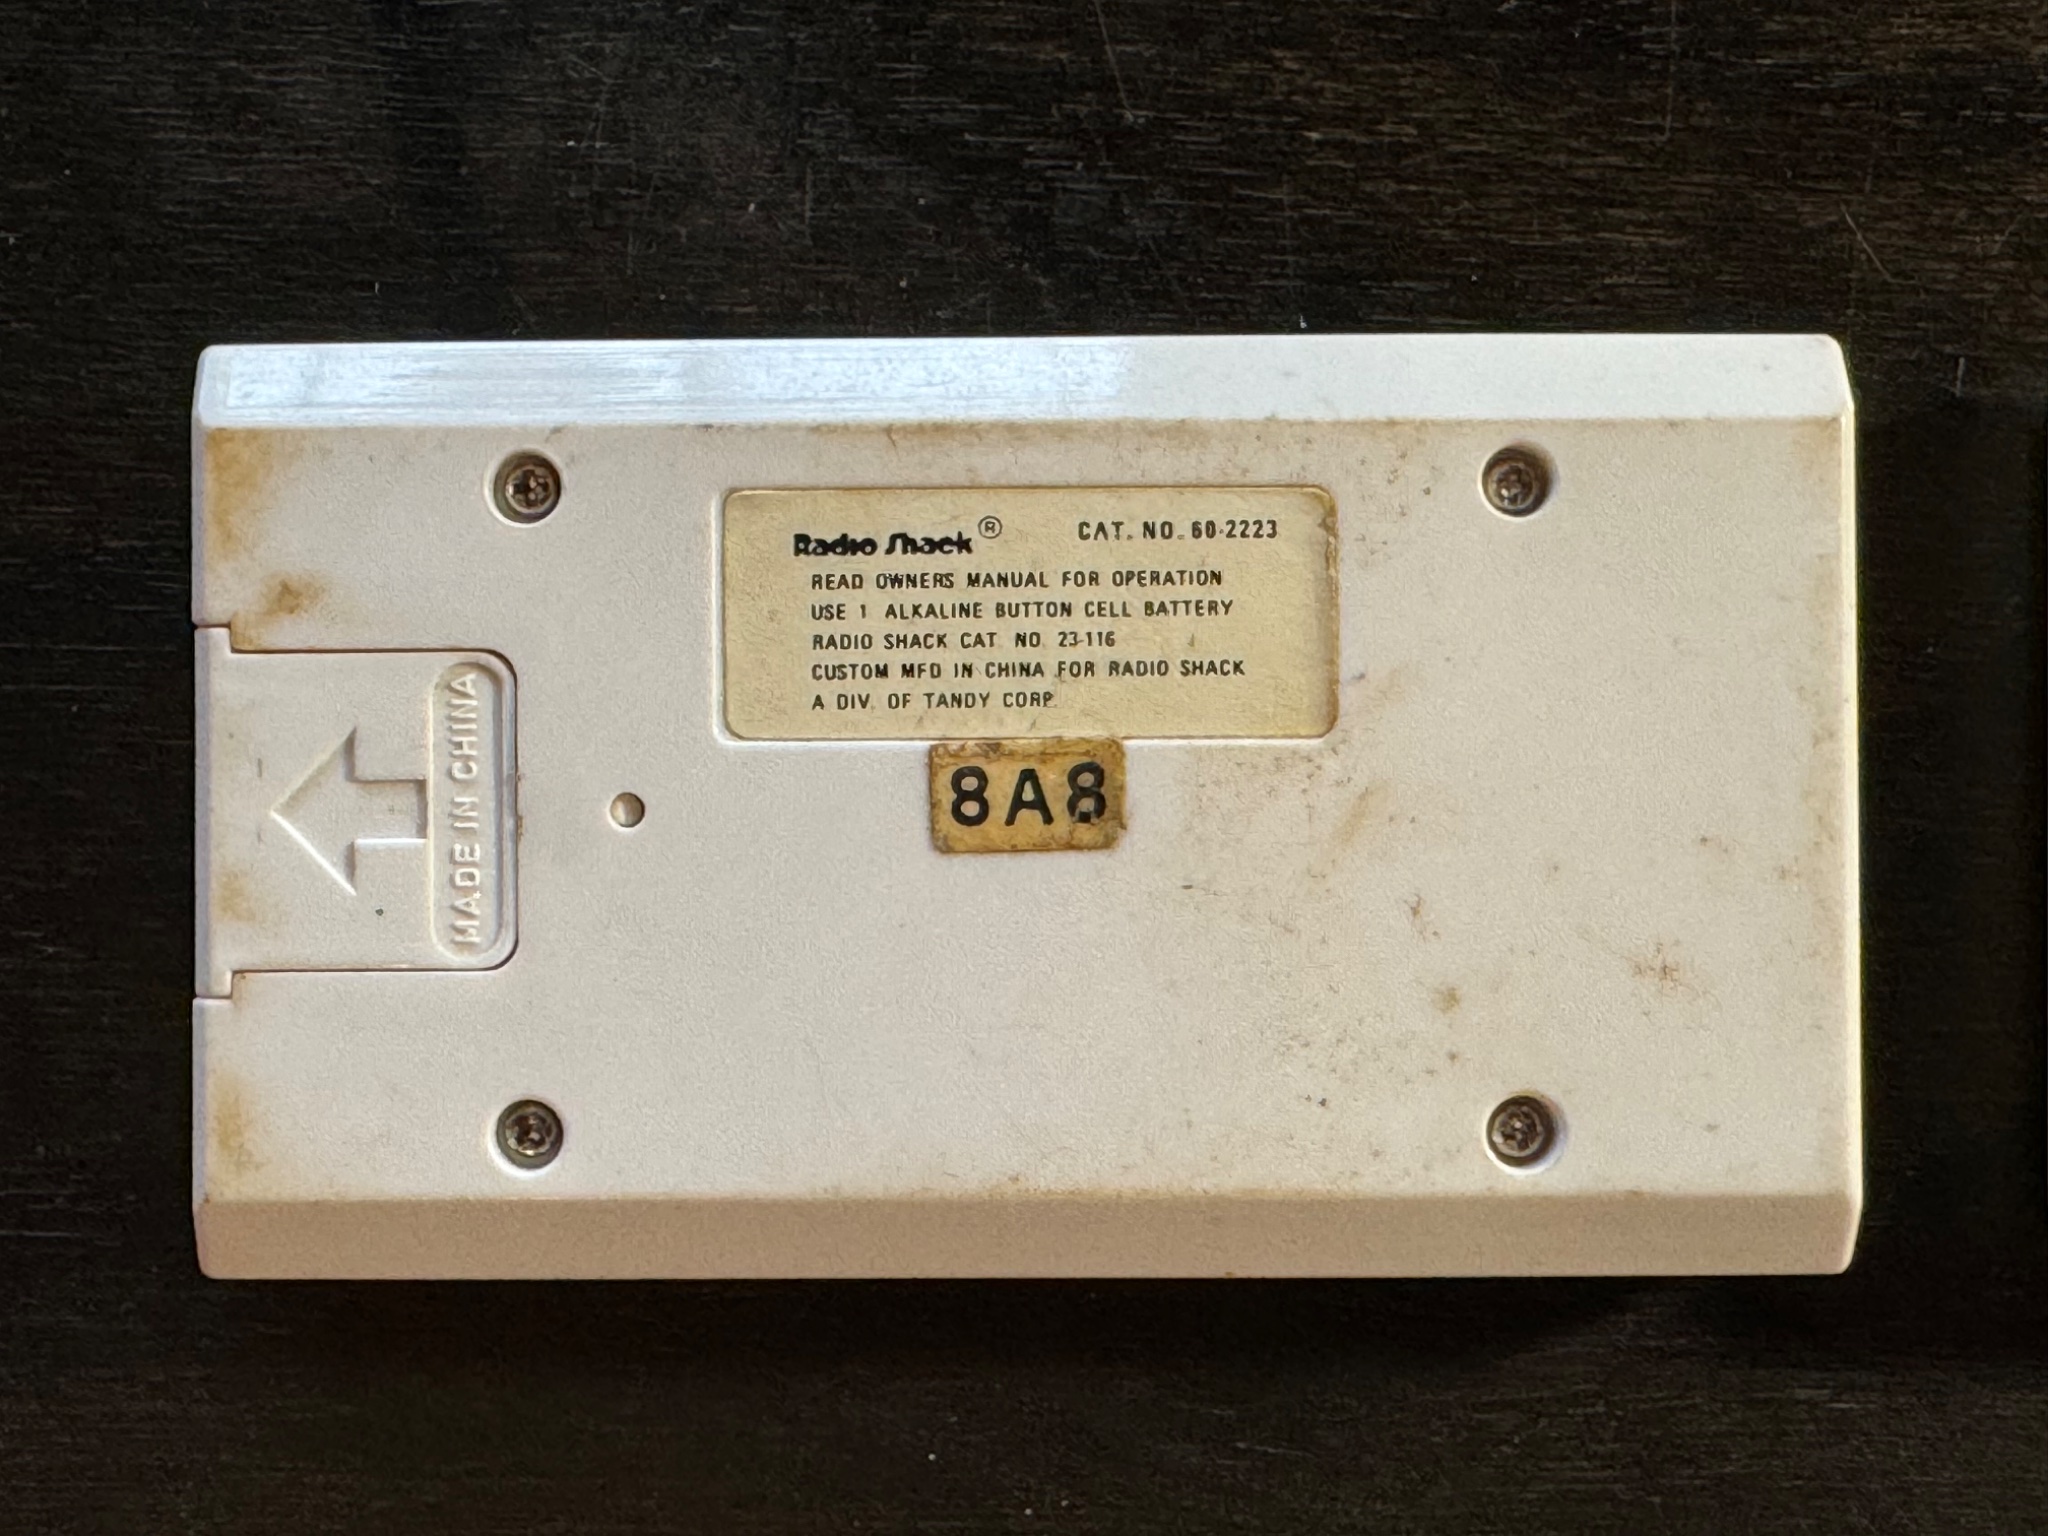 Radio Shack® CAT. NO. 60-2223
READ OWNERS MANUAL FOR OPERATION
USE 1 ALKALINE BUTTON CELL BATTERY
RADIO SHACK CAT NO. 23-116
CUSTOM MFD IN CHINA FOR RADIO SHACK
A DIV. OF TANDY CORP.
8A8
MADE IN CHINA